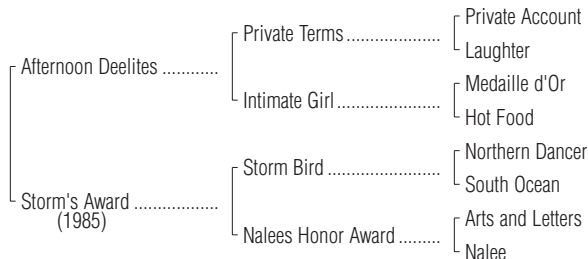 Private Account
Private Terms ....................
Laughter
Afternoon Deelites ............
Medaille d'Or
Intimate Girl ......................
Hot Food
Northern Dancer
Storm Bird .........................
South Ocean
Storm's Award ..................
(1985)
Arts and Letters
Nalees Honor Award .........
Nalee